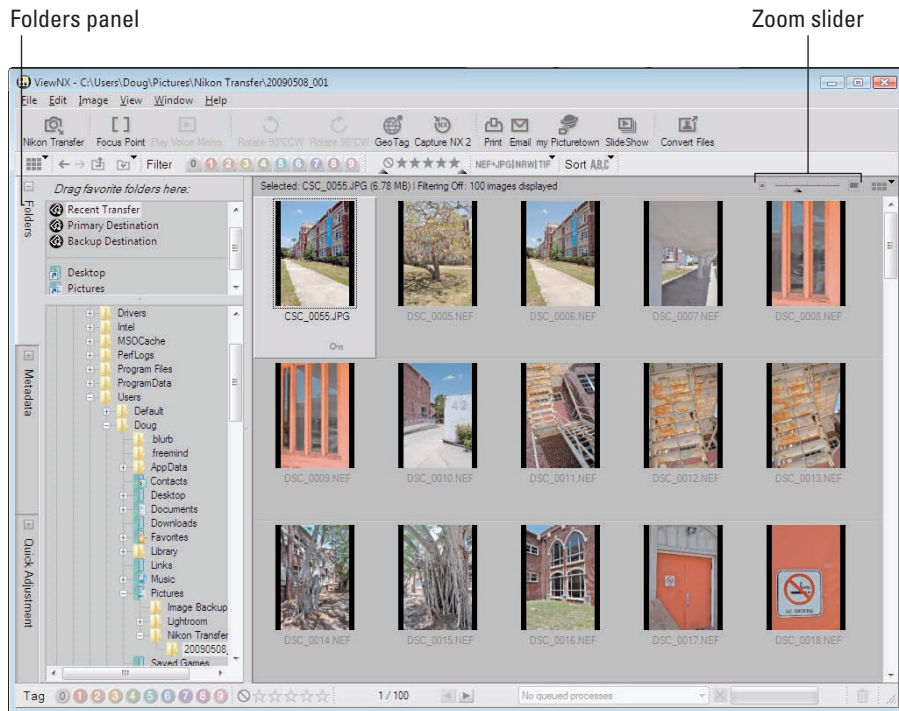 Folders panel
Zoom slider
ViewNX - C:\Users\Doug\Pictures\Nikon Transfer\20090508_001
File Edit Image View Window Help
Nikon Transfer Focus Point Play Voice Memo Rotate 90°CCW Rotate 90°CW GeoTag Capture NX 2 Print Email my Picturetown SlideShow Convert Files
Filter 0 1 2 3 4 5 6 7 8 9 NEF+JPG NRW TIF Sort A.B.C
Folders
Drag favorite folders here:
Selected: CSC_0055.JPG (6.78 MB) | Filtering Off: 100 images displayed
Recent Transfer
Primary Destination
Backup Destination
Desktop
Pictures
CSC_0055.JPG DSC_0005.NEF DSC_0006.NEF DSC_0007.NEF DSC_0008.NEF
Metadata
Drivers
Intel
MSOCache
PerfLogs
Program Files
ProgramData
Users
Default
Doug
.blurb
.freemind
AppData
Contacts
Desktop
Documents
Downloads
Favorites
Library
Links
Music
Pictures
Image Backup
Lightroom
Nikon Transfer
20090508_
Saved Games
42
DSC_0009.NEF DSC_0010.NEF DSC_0011.NEF DSC_0012.NEF DSC_0013.NEF
Quick Adjustment
NO SMOKING
DSC_0014.NEF DSC_0015.NEF DSC_0016.NEF DSC_0017.NEF DSC_0018.NEF
Tag 0 1 2 3 4 5 6 7 8 9 1 / 100 No queued processes